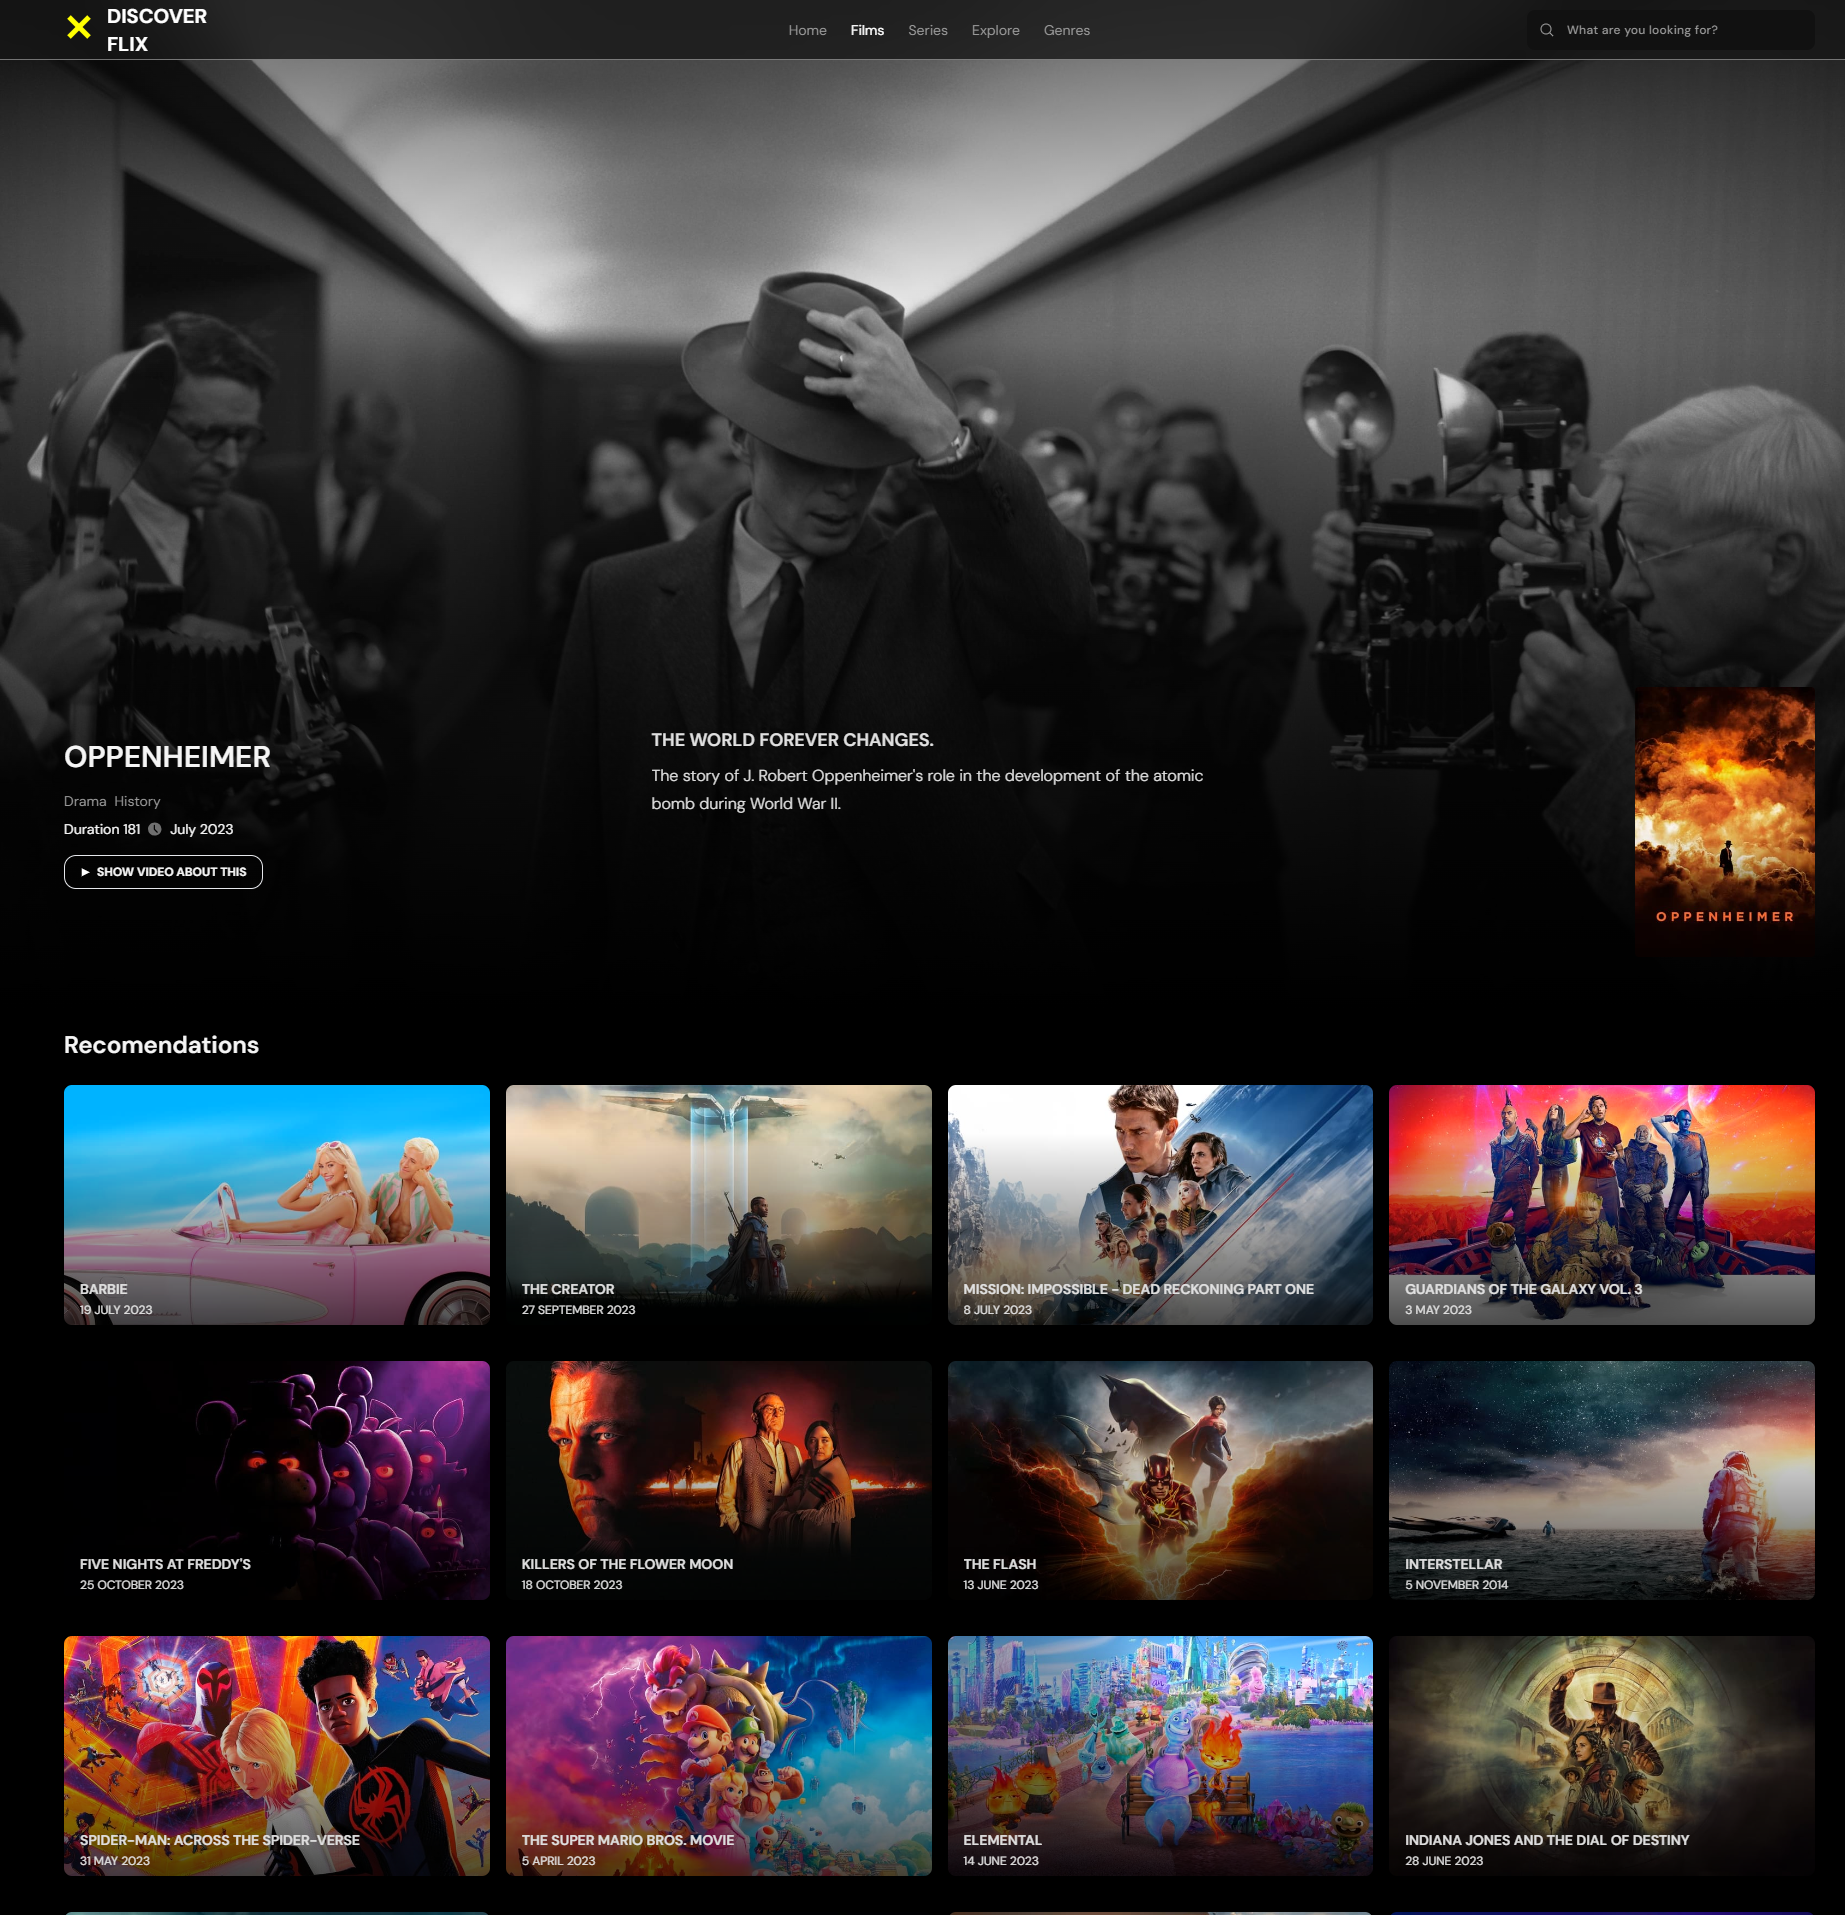 DISCOVER
FLIX
Home Films Series Explore Genres
What are you looking for?
OPPENHEIMER
Drama History
Duration 181 July 2023
SHOW VIDEO ABOUT THIS
THE WORLD FOREVER CHANGES.
The story of J. Robert Oppenheimer's role in the development of the atomic
bomb during World War II.
OPPENHEIMER
Recomendations
BARBIE
19 JULY 2023
THE CREATOR
27 SEPTEMBER 2023
MISSION: IMPOSSIBLE - DEAD RECKONING PART ONE
8 JULY 2023
GUARDIANS OF THE GALAXY VOL. 3
3 MAY 2023
FIVE NIGHTS AT FREDDY'S
25 OCTOBER 2023
KILLERS OF THE FLOWER MOON
18 OCTOBER 2023
THE FLASH
13 JUNE 2023
INTERSTELLAR
5 NOVEMBER 2014
SPIDER-MAN: ACROSS THE SPIDER-VERSE
31 MAY 2023
THE SUPER MARIO BROS. MOVIE
5 APRIL 2023
ELEMENTAL
14 JUNE 2023
INDIANA JONES AND THE DIAL OF DESTINY
28 JUNE 2023